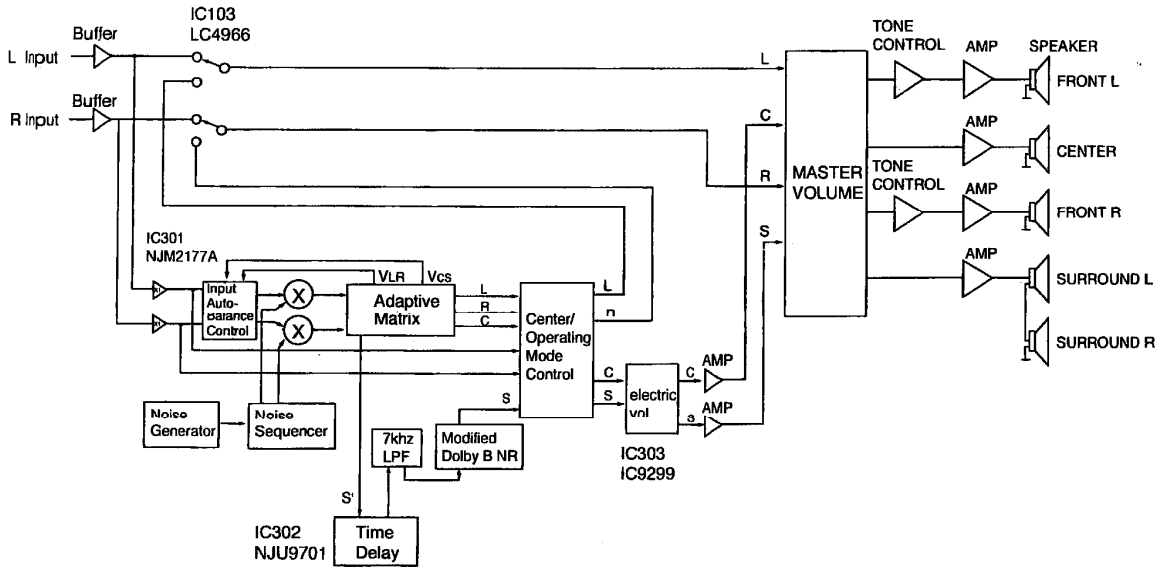 IC103
LC4966
Buffer
L Input
Buffer
R Input
L
C
R
S
MASTER
VOLUME
TONE
CONTROL
AMP
SPEAKER
FRONT L
AMP
CENTER
TONE
CONTROL
AMP
FRONT R
AMP
SURROUND L
SURROUND R
IC301
NJM2177A
VLR
VCS
Input
Auto-
Balance
Control
X
X
Adaptive
Matrix
L
R
C
Center/
Operating
Mode
Control
L
n
C
S
electric
vol
C
AMP
AMP
IC303
IC9299
Noise
Generator
Noise
Sequencer
7khz
LPF
Modified
Dolby B NR
S
S'
IC302
NJU9701
Time
Delay